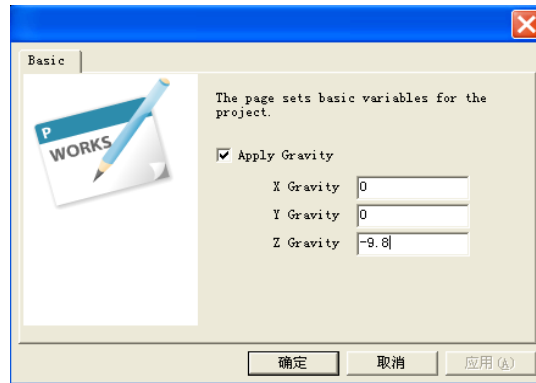 Basic
P
WORKS
The page sets basic variables for the
project.
Apply Gravity
X Gravity 0
Y Gravity 0
Z Gravity -9.8
确定 取消 应用(A)